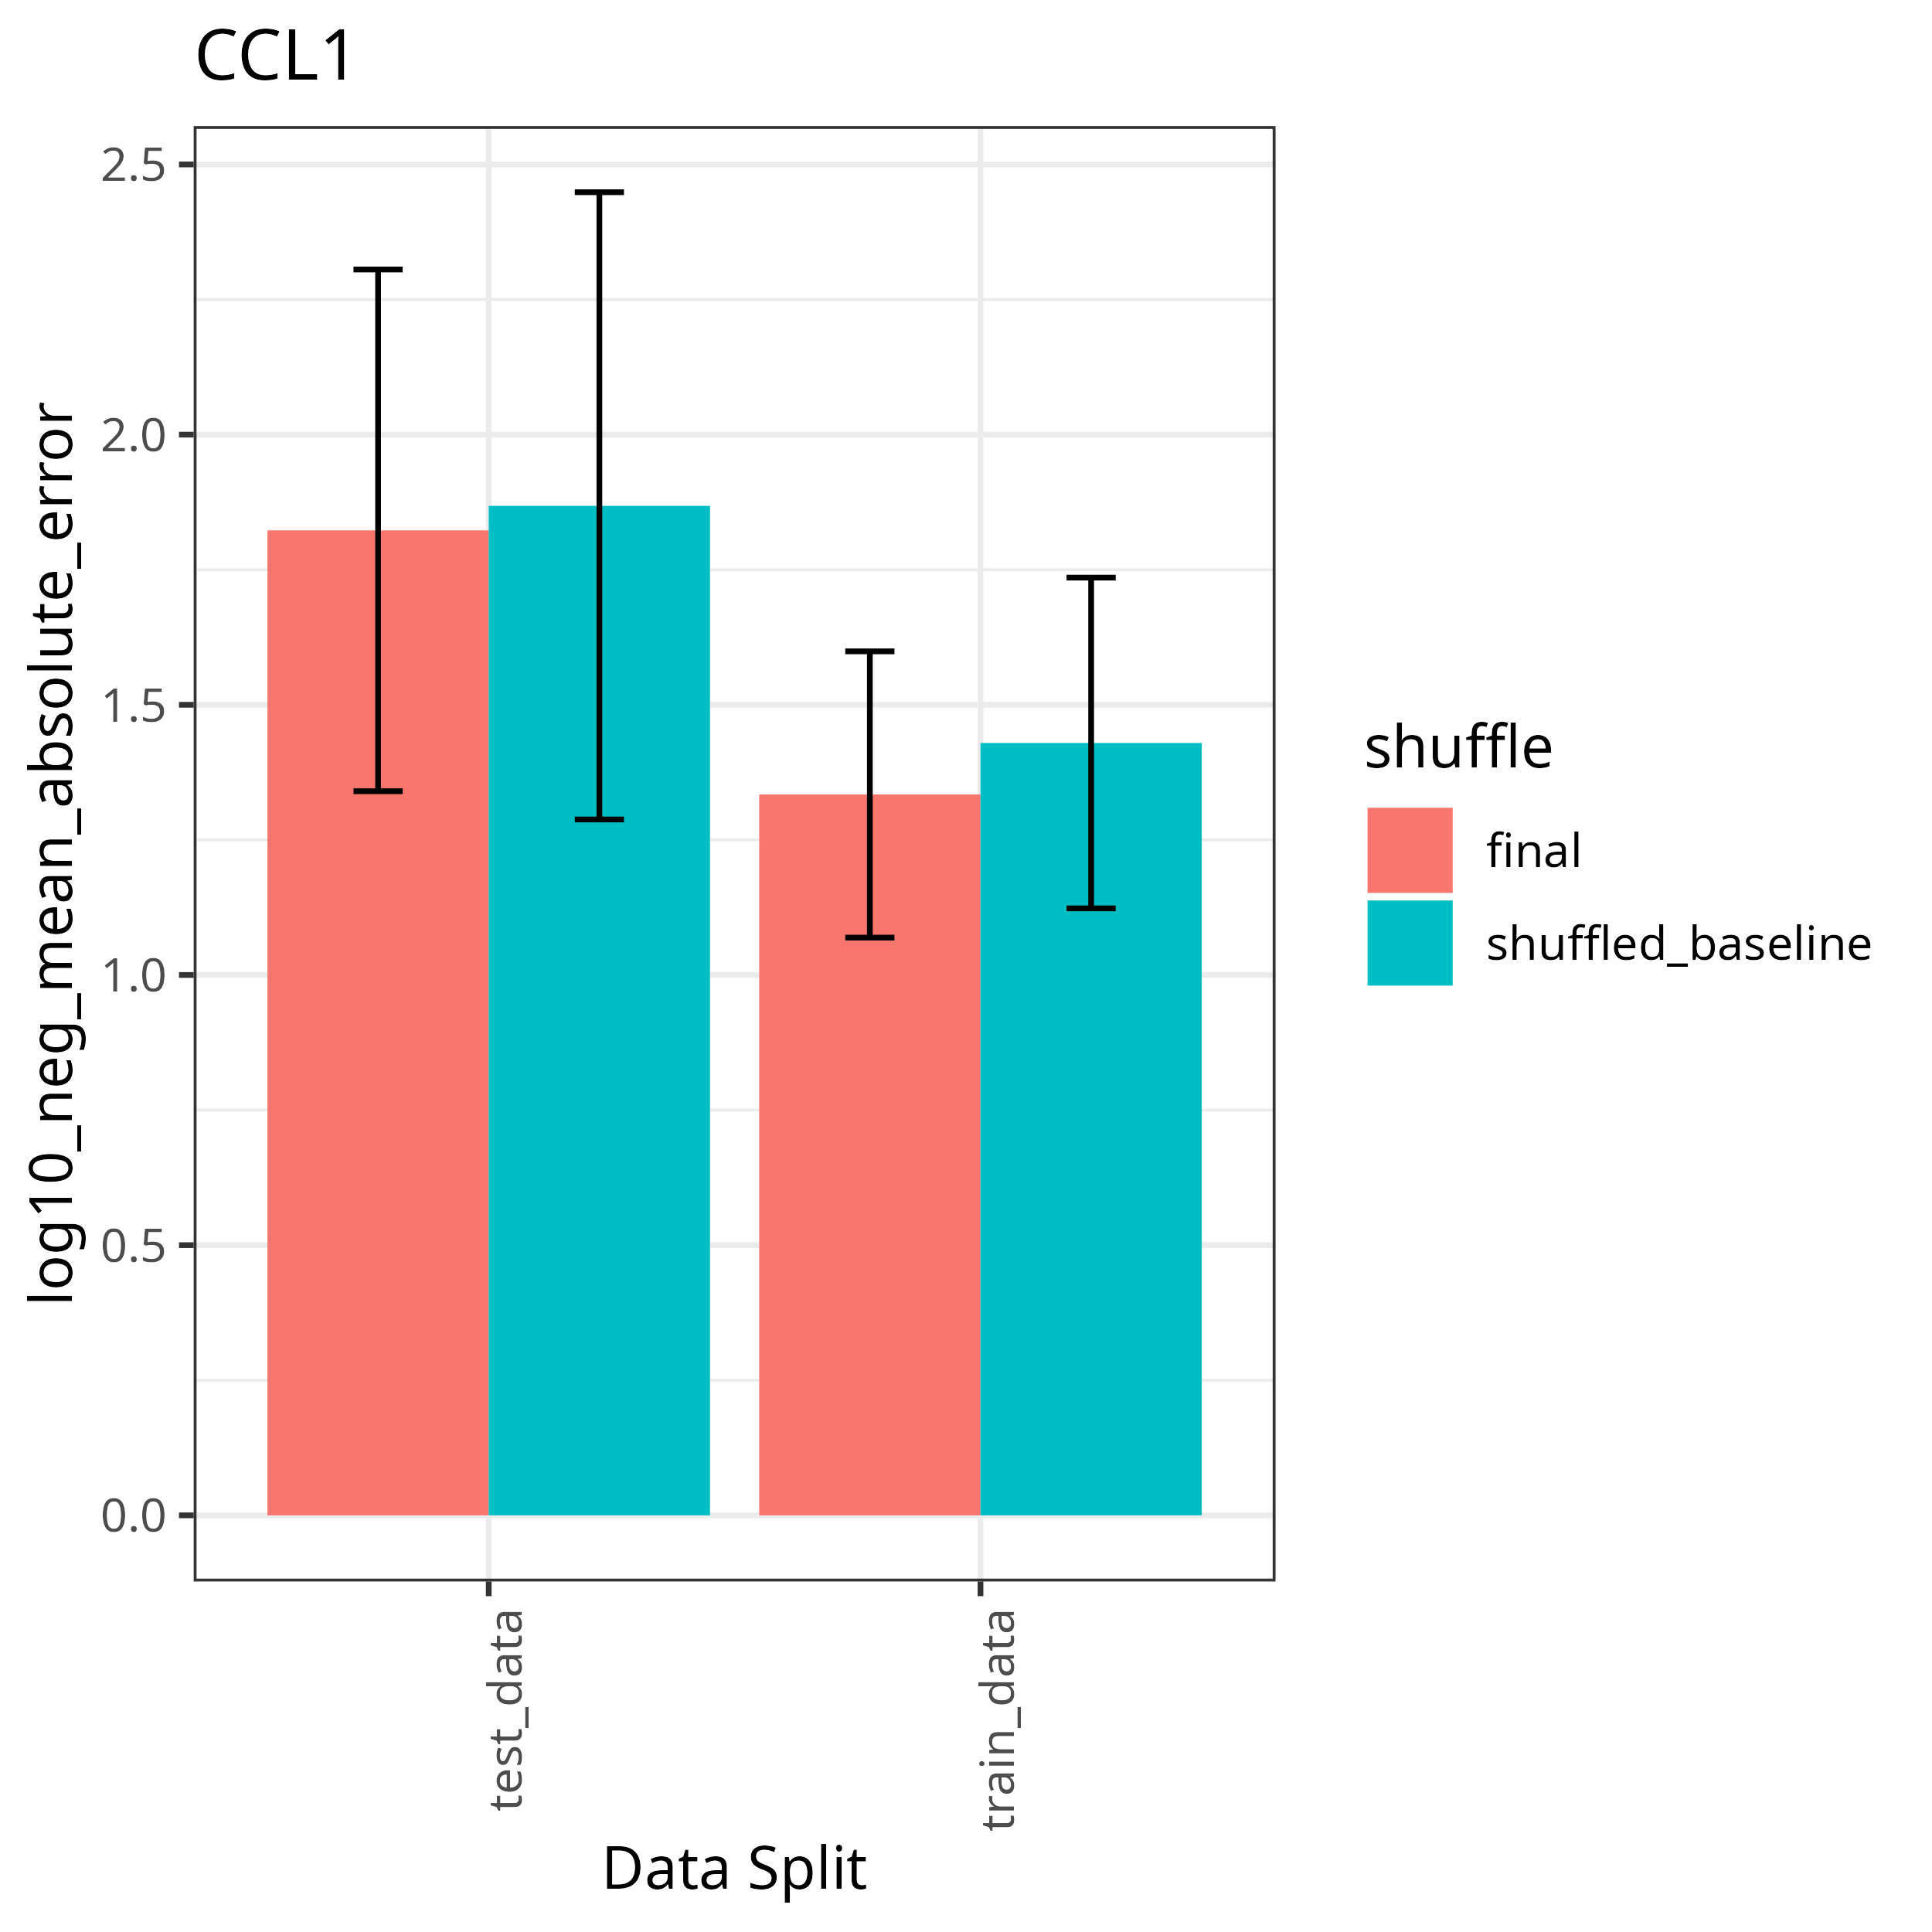 CCL1
log10_neg_mean_absolute_error
2.5
2.0
1.5
1.0
0.5
0.0
test_data
train_data
Data Split
shuffle
final
shuffled_baseline